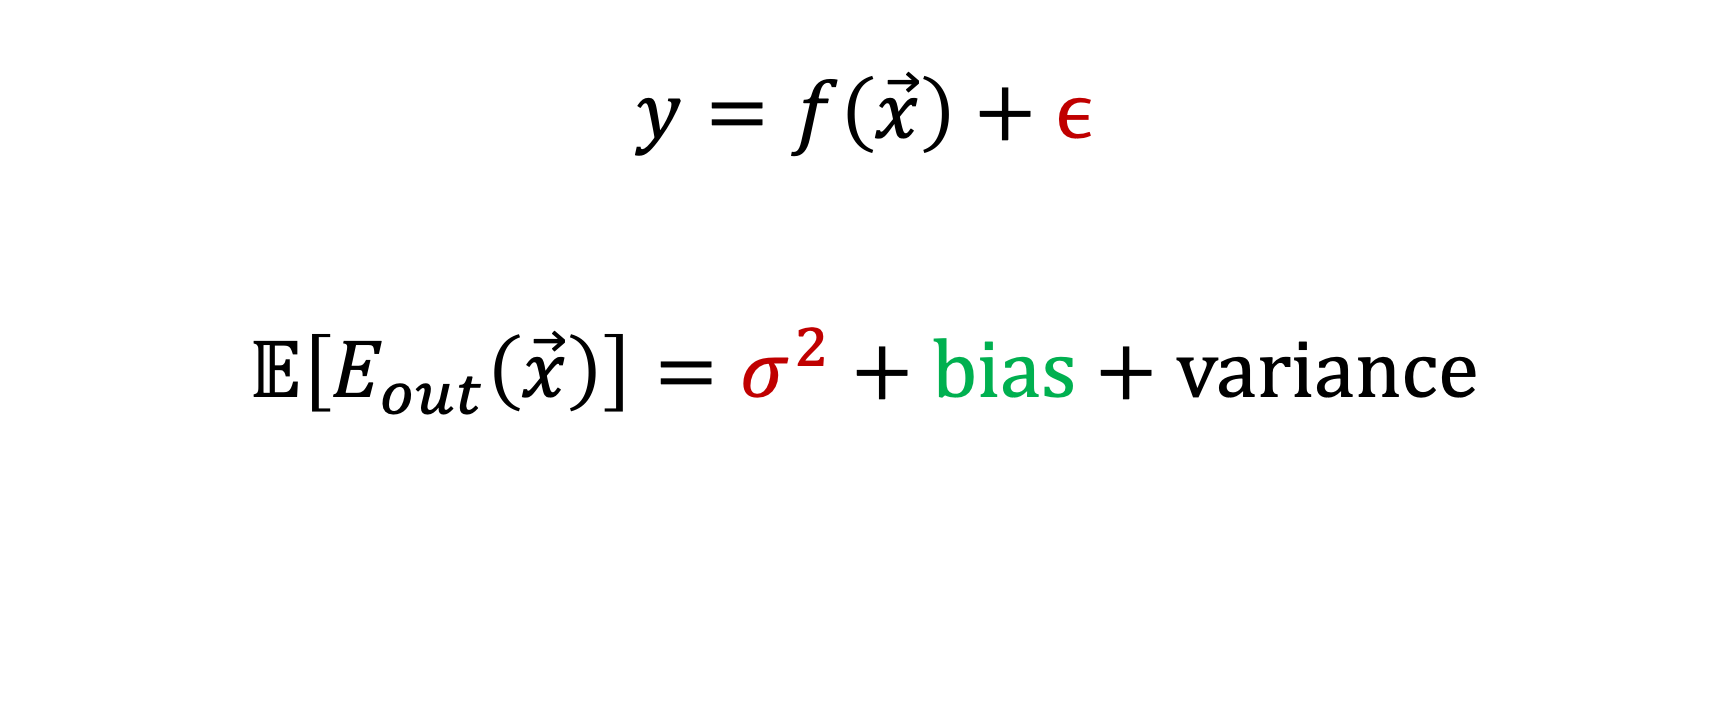 y = f(x⃗) + ϵ
𝔼[E_out(x⃗)] = σ² + bias + variance